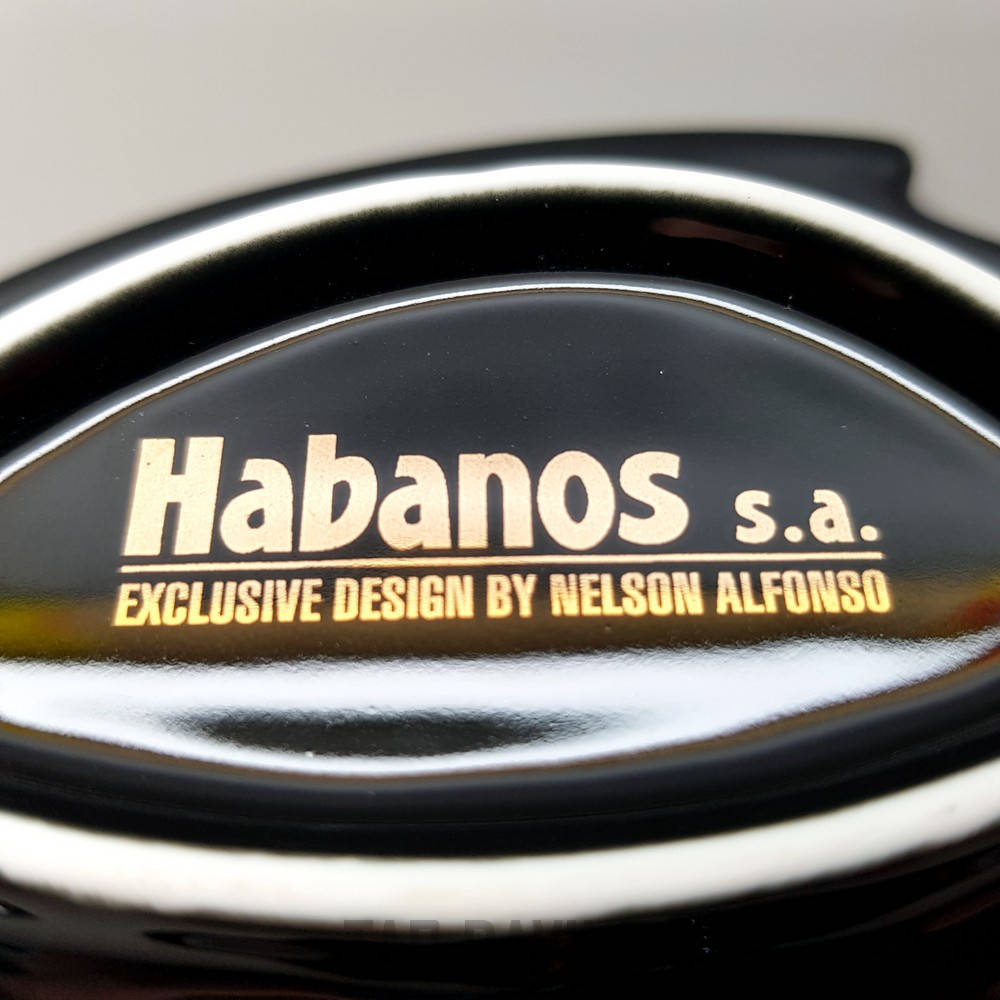 Habanos s.a.
EXCLUSIVE DESIGN BY NELSON ALFONSO